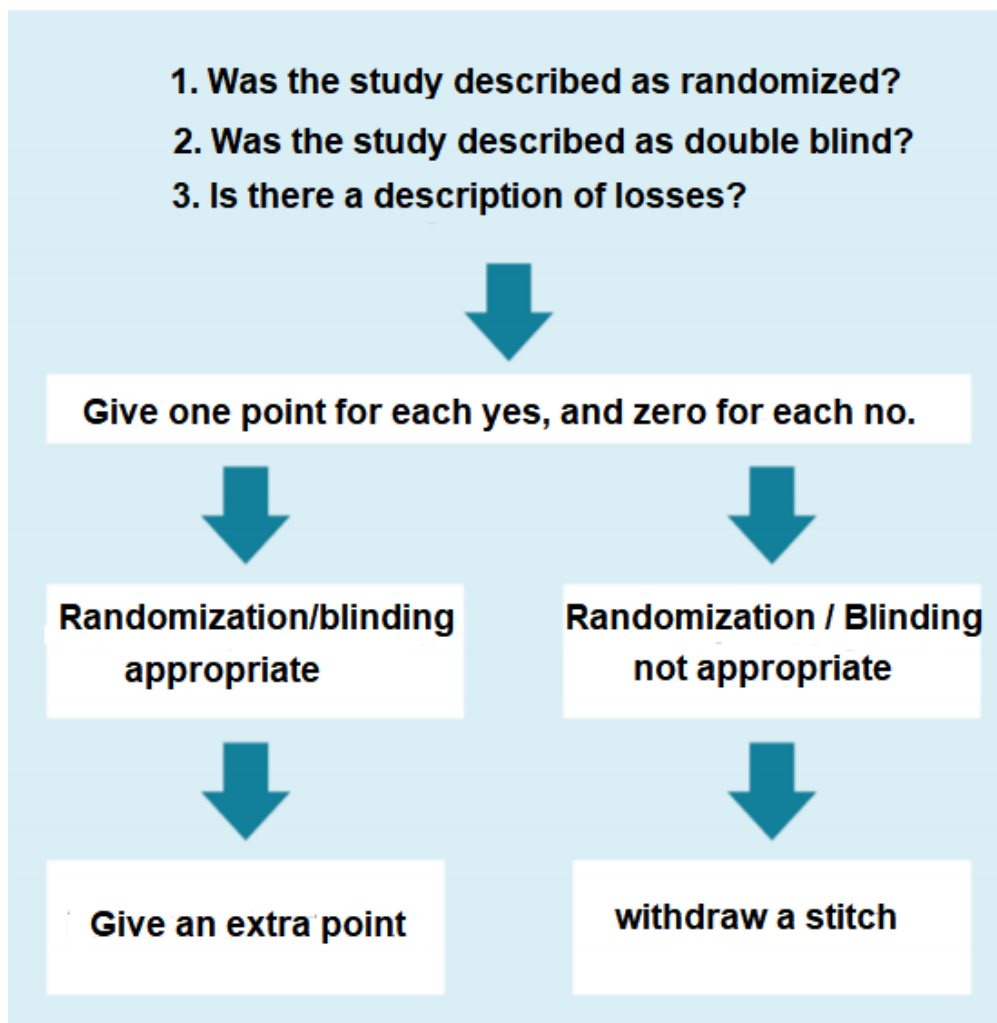 1. Was the study described as randomized?
2. Was the study described as double blind?
3. Is there a description of losses?
Give one point for each yes, and zero for each no.
Randomization/blinding
appropriate
Randomization / Blinding
not appropriate
Give an extra point
withdraw a stitch